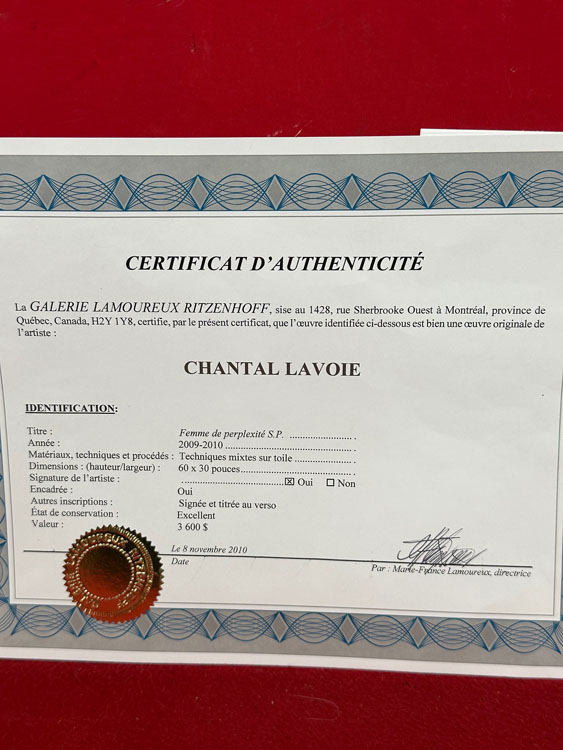 CERTIFICAT D'AUTHENTICITÉ
La GALERIE LAMOUREUX RITZENHOFF, sise au 1428, rue Sherbrooke Ouest à Montréal, province de
Québec, Canada, H2Y 1Y8, certifie, par le présent certificat, que l'œuvre identifiée ci-dessous est bien une œuvre originale de
l'artiste :
CHANTAL LAVOIE
IDENTIFICATION:
Titre : Femme de perplexité S.P. ........................
Année : 2009-2010 ........................
Matériaux, techniques et procédés : Techniques mixtes sur toile ........................
Dimensions : (hauteur/largeur) : 60 x 30 pouces........................
Signature de l'artiste : ........................☒ Oui ☐ Non
Encadrée : Oui
Autres inscriptions : Signée et titrée au verso
État de conservation : Excellent
Valeur : 3 600 $
Le 8 novembre 2010
Date
Par : Marie-France Lamoureux, directrice